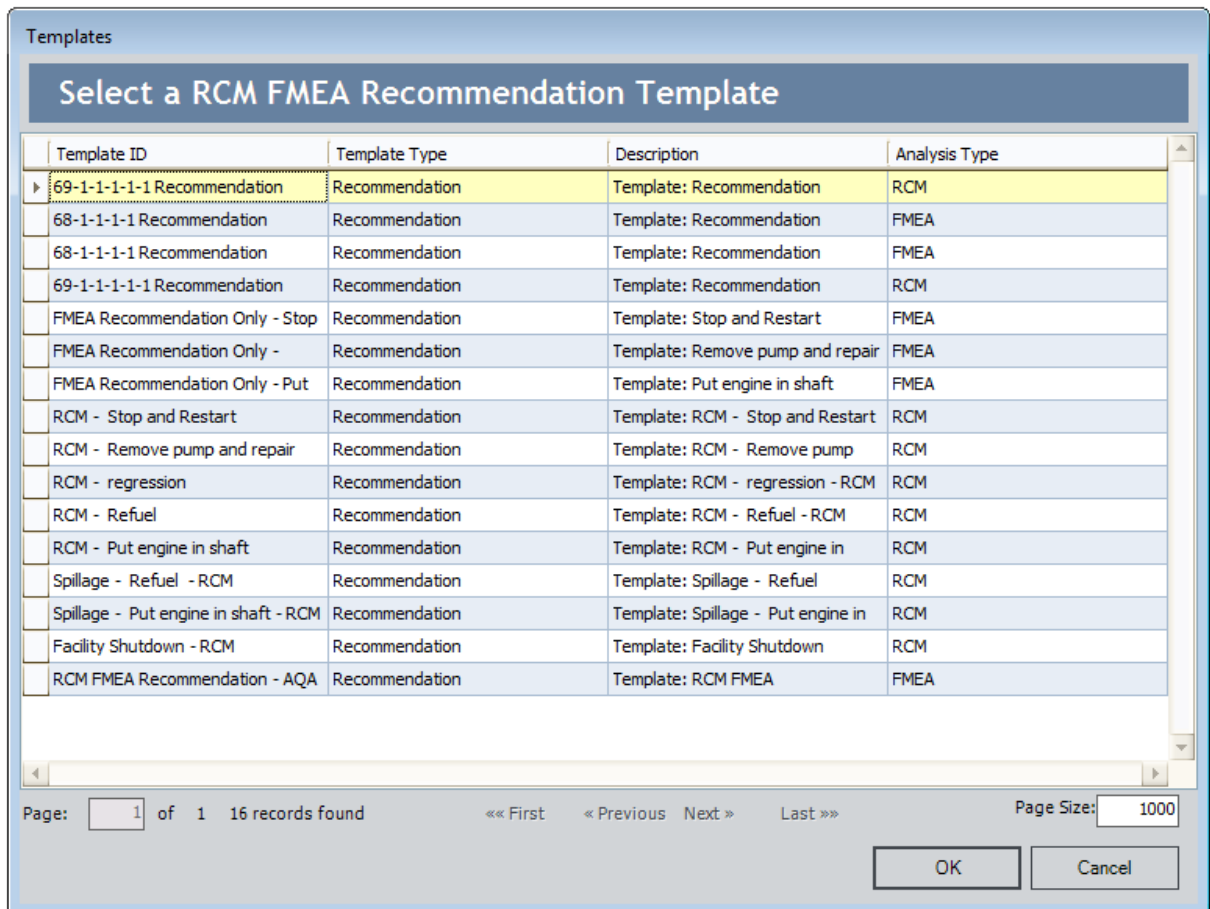 Templates
Select a RCM FMEA Recommendation Template
Template ID Template Type Description Analysis Type
69-1-1-1-1-1 Recommendation Recommendation Template: Recommendation RCM
68-1-1-1-1 Recommendation Recommendation Template: Recommendation FMEA
68-1-1-1-1 Recommendation Recommendation Template: Recommendation FMEA
69-1-1-1-1-1 Recommendation Recommendation Template: Recommendation RCM
FMEA Recommendation Only - Stop Recommendation Template: Stop and Restart FMEA
FMEA Recommendation Only - Recommendation Template: Remove pump and repair FMEA
FMEA Recommendation Only - Put Recommendation Template: Put engine in shaft FMEA
RCM - Stop and Restart Recommendation Template: RCM - Stop and Restart RCM
RCM - Remove pump and repair Recommendation Template: RCM - Remove pump RCM
RCM - regression Recommendation Template: RCM - regression - RCM RCM
RCM - Refuel Recommendation Template: RCM - Refuel - RCM RCM
RCM - Put engine in shaft Recommendation Template: RCM - Put engine in RCM
Spillage - Refuel - RCM Recommendation Template: Spillage - Refuel RCM
Spillage - Put engine in shaft - RCM Recommendation Template: Spillage - Put engine in RCM
Facility Shutdown - RCM Recommendation Template: Facility Shutdown RCM
RCM FMEA Recommendation - AQA Recommendation Template: RCM FMEA FMEA
Page: 1 of 1 16 records found «« First « Previous Next » Last »» Page Size: 1000
OK Cancel